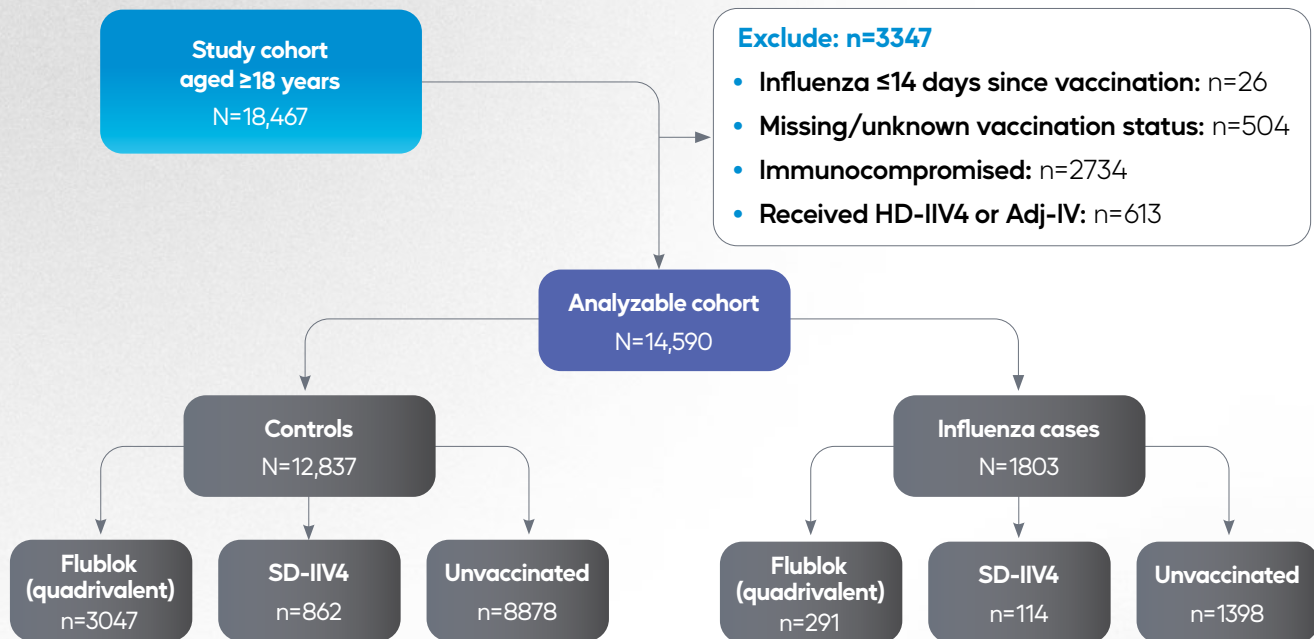 Study cohort
aged ≥18 years
N=18,467
Exclude: n=3347
• Influenza ≤14 days since vaccination: n=26
• Missing/unknown vaccination status: n=504
• Immunocompromised: n=2734
• Received HD-IIV4 or Adj-IV: n=613
Analyzable cohort
N=14,590
Controls
N=12,837
Influenza cases
N=1803
Flublok
(quadrivalent)
n=3047
SD-IIV4
n=862
Unvaccinated
n=8878
Flublok
(quadrivalent)
n=291
SD-IIV4
n=114
Unvaccinated
n=1398